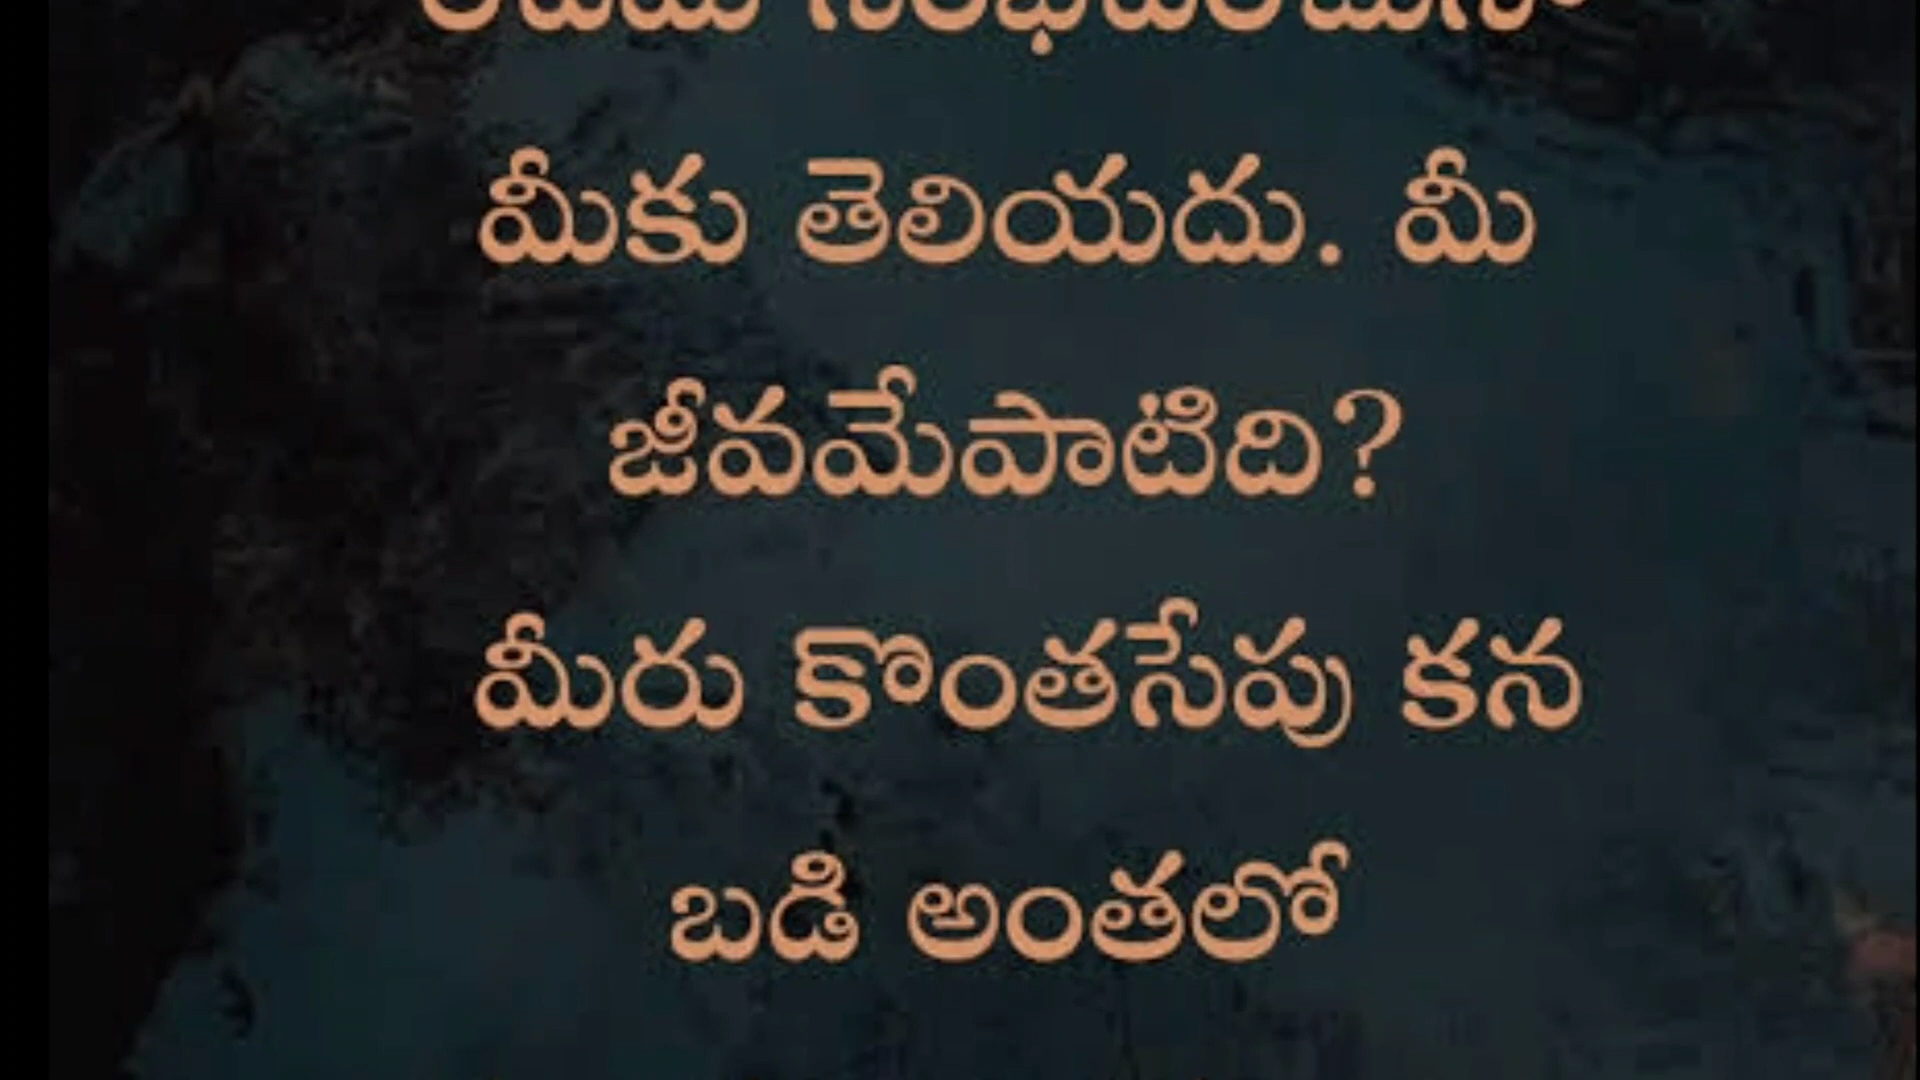 మీకు తెలియదు. మీ
జీవమేపాటిది?
మీరు కొంతసేపు కన
బడి అంతలో